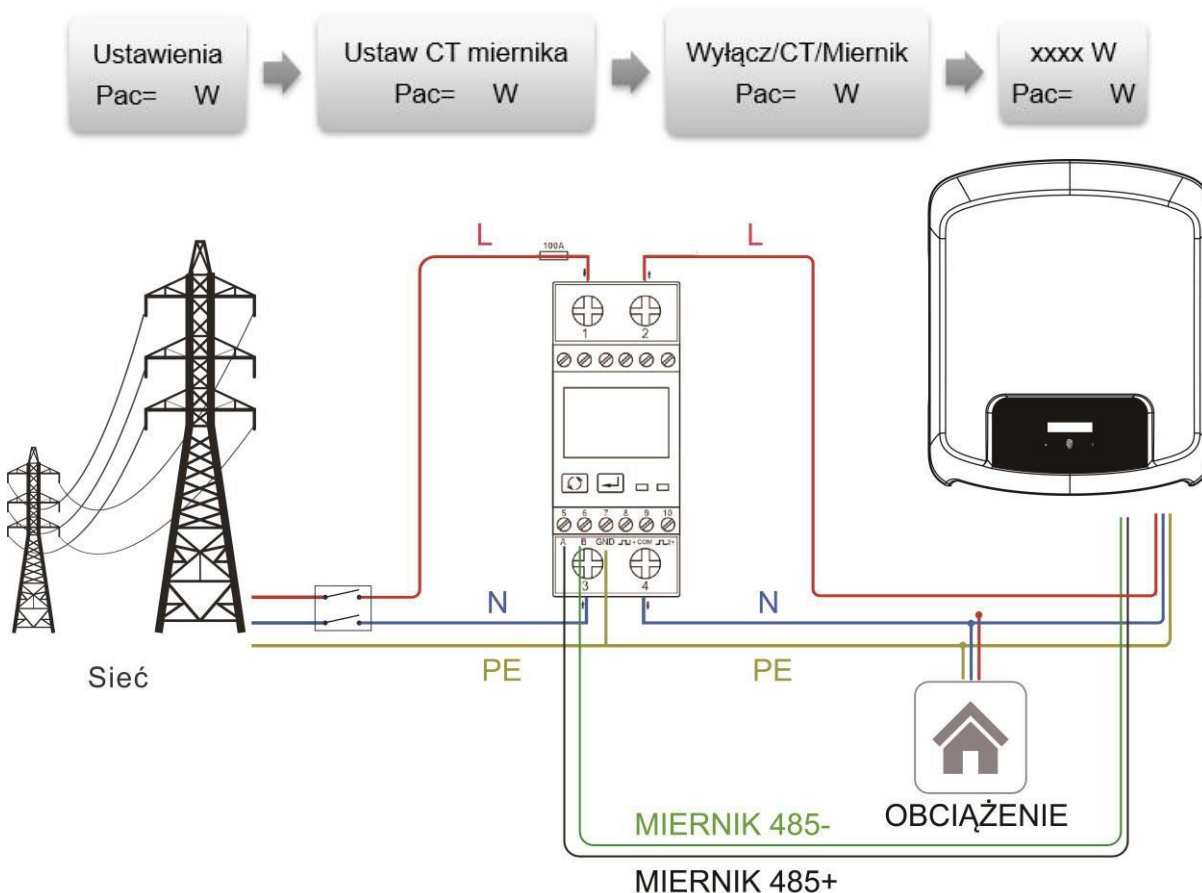 Ustawienia
Pac= W
Ustaw CT miernika
Pac= W
Wyłącz/CT/Miernik
Pac= W
xxxx W
Pac= W
L
100A
L
1 2
5 6 7 8 9 10
A B GND + COM +
3 4
N
N
PE
PE
Sieć
OBCIĄŻENIE
MIERNIK 485-
MIERNIK 485+